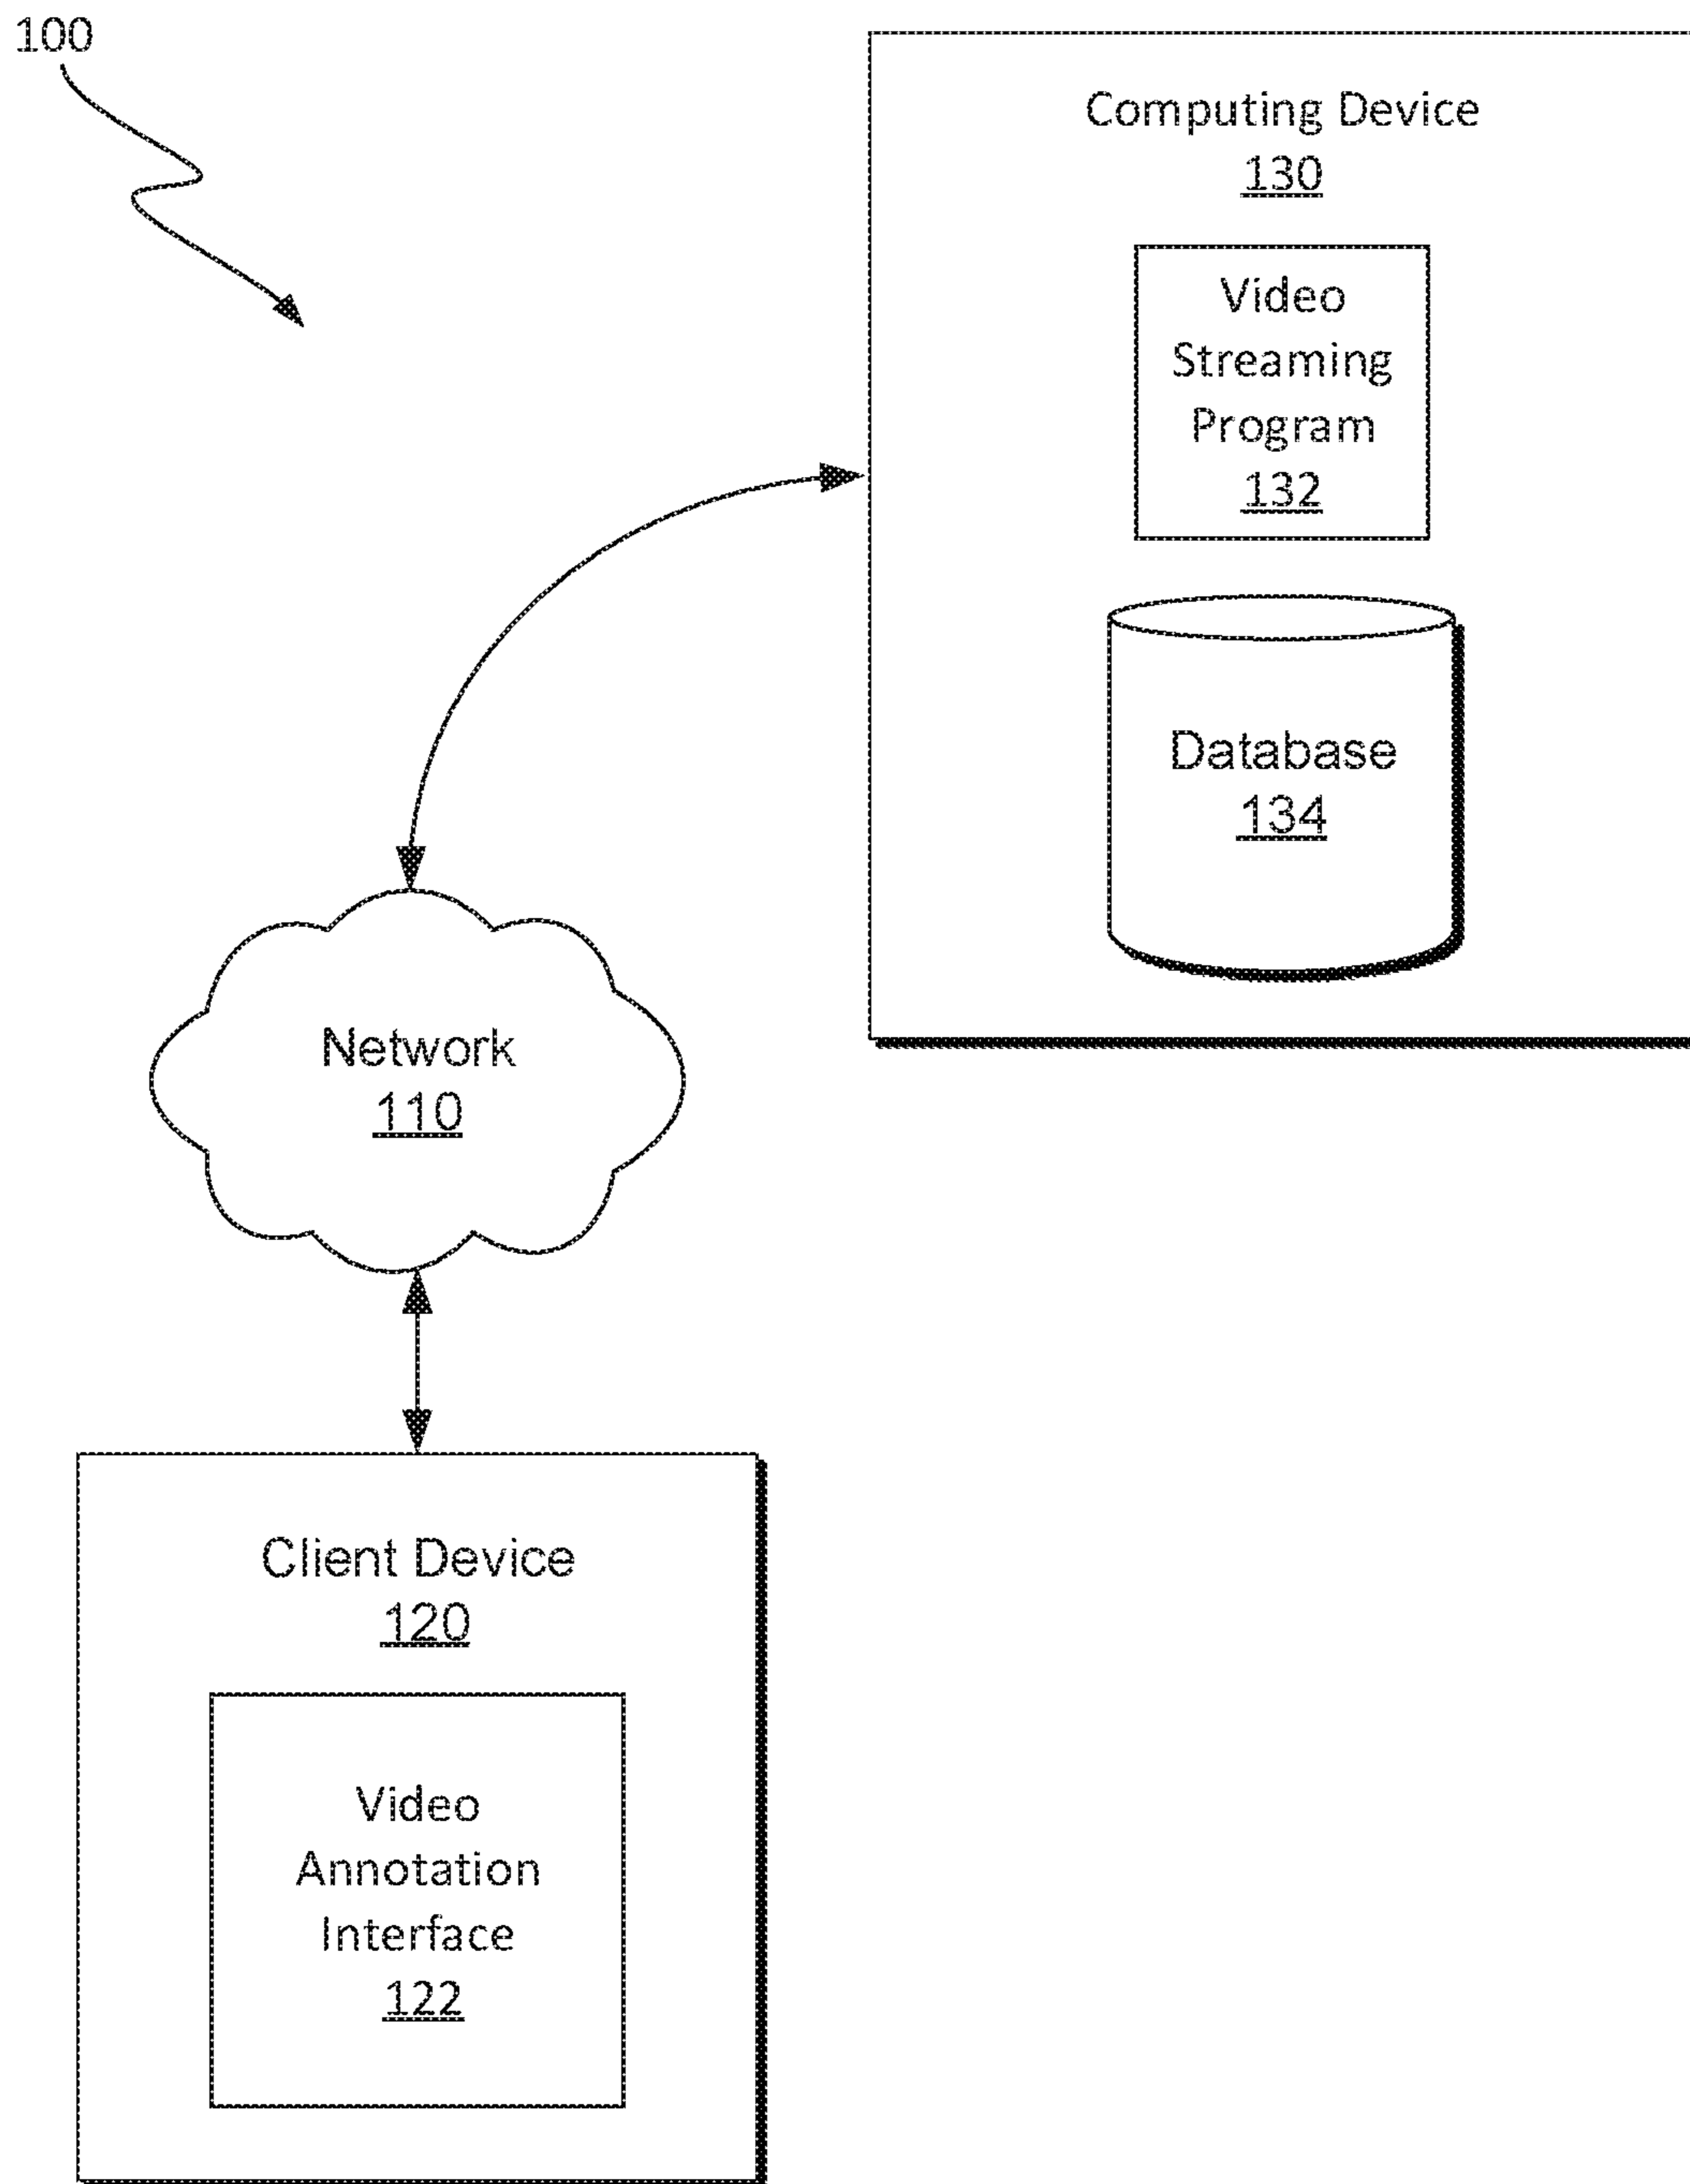 100
Computing Device
130
Video
Streaming
Program
132
Database
134
Network
110
Client Device
120
Video
Annotation
Interface
122